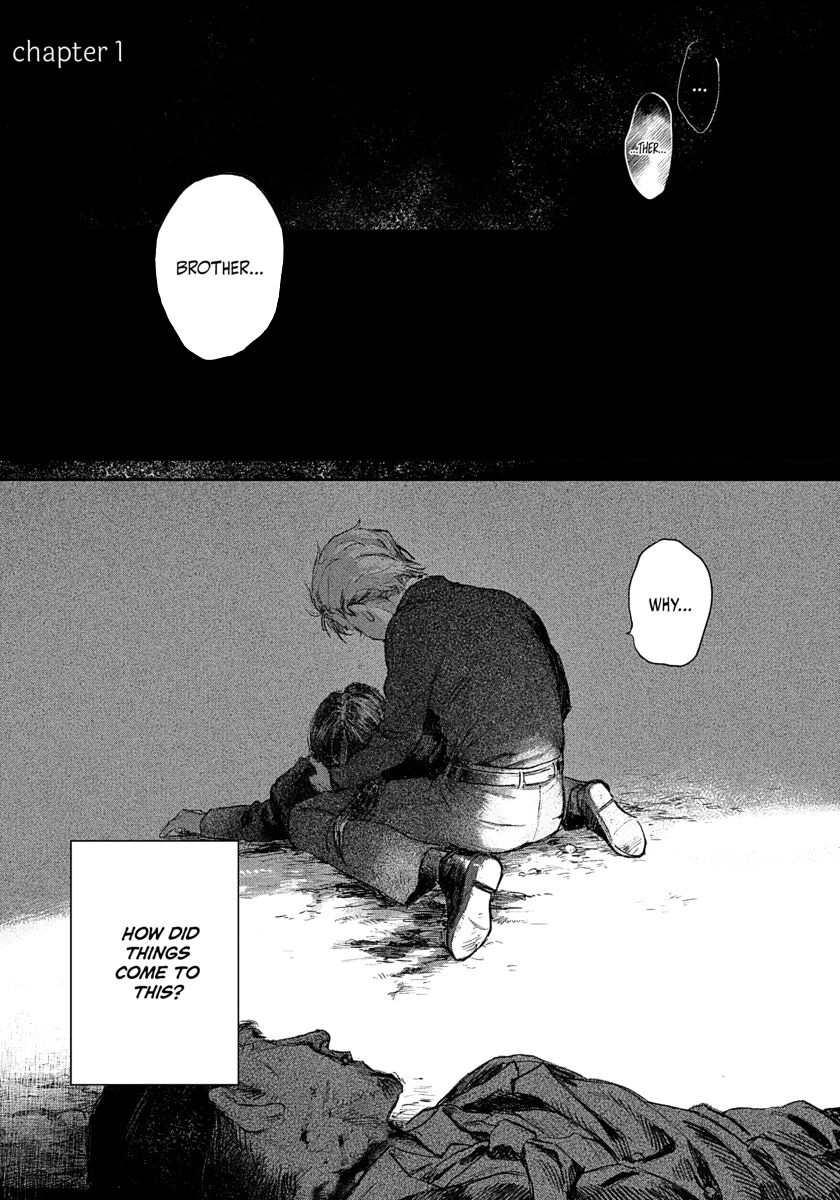 chapter 1
...
...THER...
BROTHER...
WHY...
HOW DID
THINGS
COME TO
THIS?